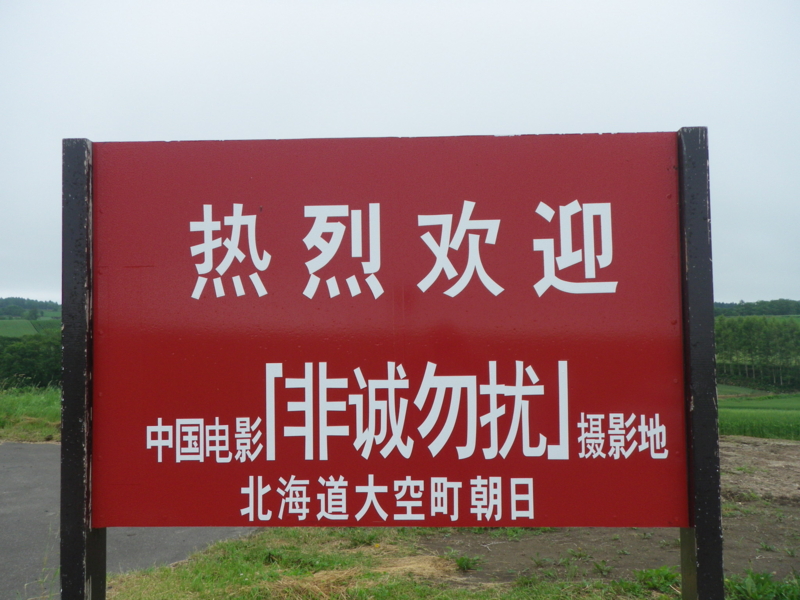 热烈欢迎
中国电影「非诚勿扰」摄影地
北海道大空町朝日